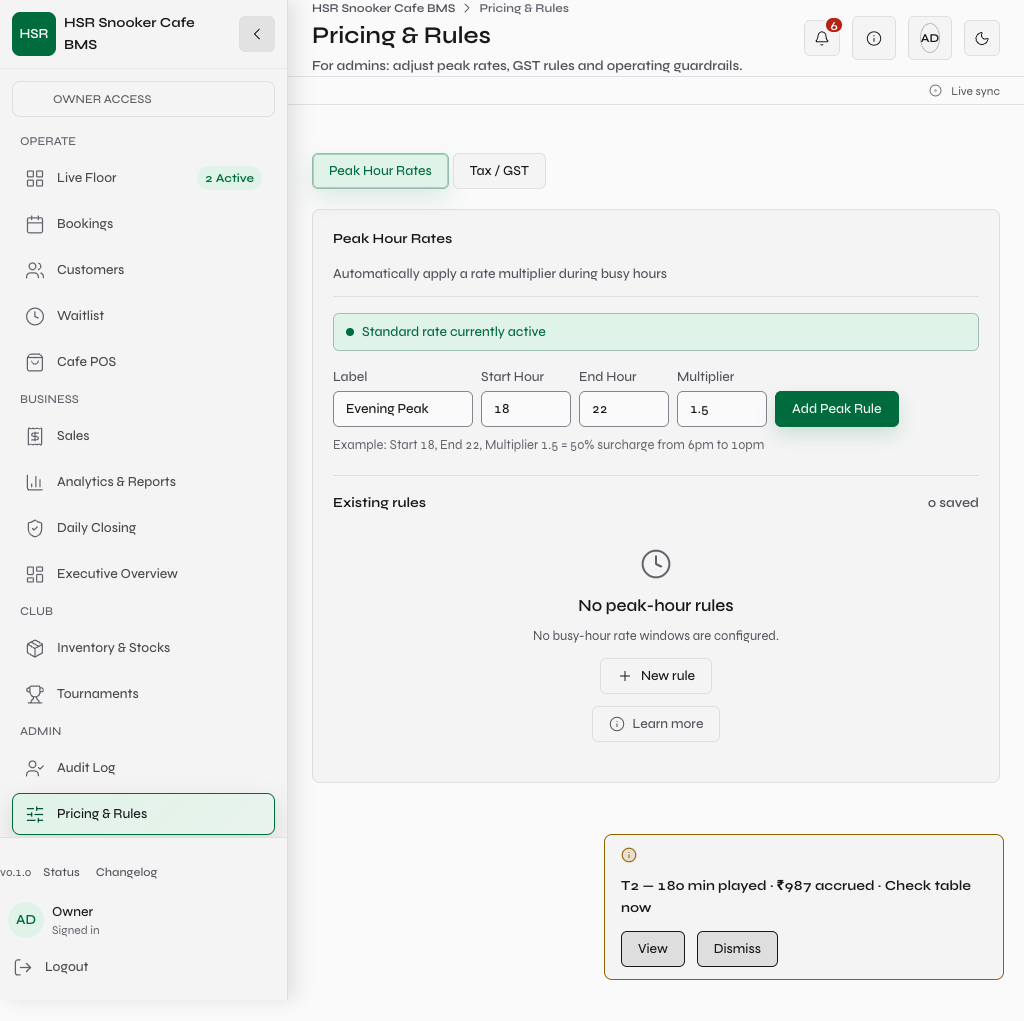 HSR
HSR Snooker Cafe
BMS
OWNER ACCESS
OPERATE
Live Floor
2 Active
Bookings
Customers
Waitlist
Cafe POS
BUSINESS
Sales
Analytics & Reports
Daily Closing
Executive Overview
CLUB
Inventory & Stocks
Tournaments
ADMIN
Audit Log
Pricing & Rules
v0.1.0
Status
Changelog
AD
Owner
Signed in
Logout
HSR Snooker Cafe BMS
Pricing & Rules
Pricing & Rules
For admins: adjust peak rates, GST rules and operating guardrails.
6
AD
Live sync
Peak Hour Rates
Tax / GST
Peak Hour Rates
Automatically apply a rate multiplier during busy hours
Standard rate currently active
Label
Start Hour
End Hour
Multiplier
Evening Peak
18
22
1.5
Add Peak Rule
Example: Start 18, End 22, Multiplier 1.5 = 50% surcharge from 6pm to 10pm
Existing rules
0 saved
No peak-hour rules
No busy-hour rate windows are configured.
New rule
Learn more
T2 — 180 min played · ₹987 accrued · Check table
now
View
Dismiss